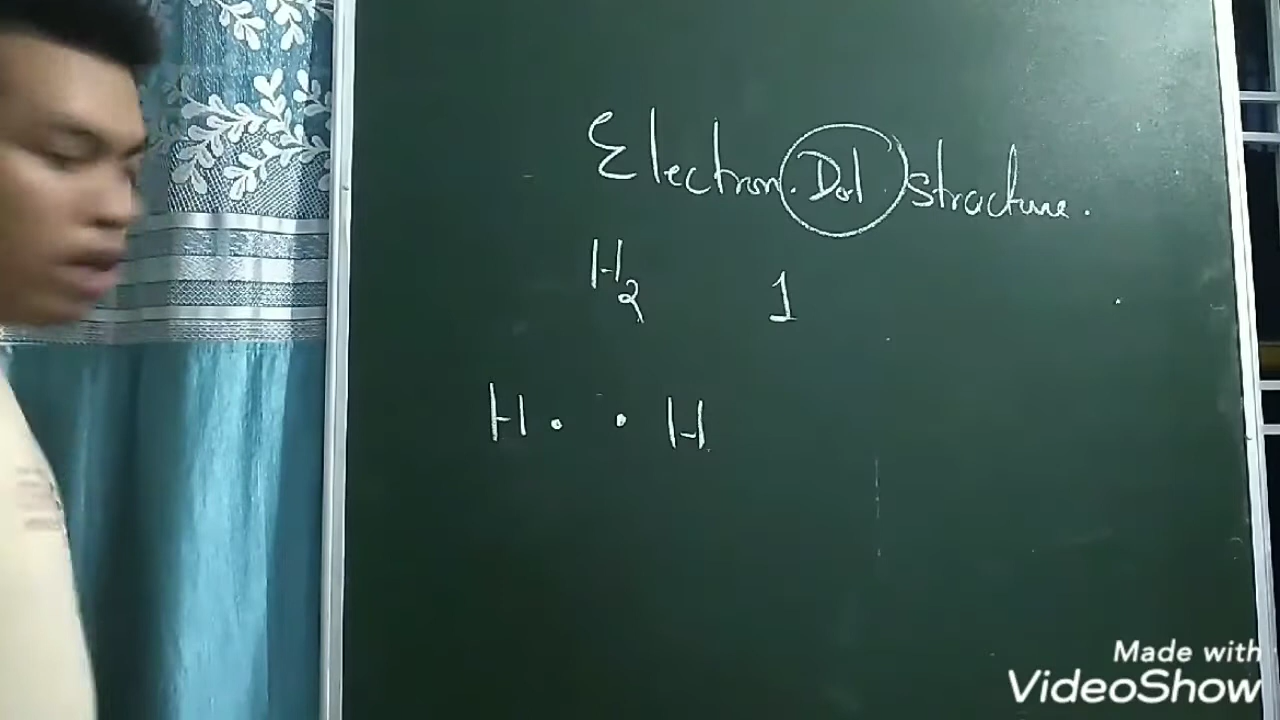 Electron Dot structure.
H2 1
H. .H
Made with
VideoShow